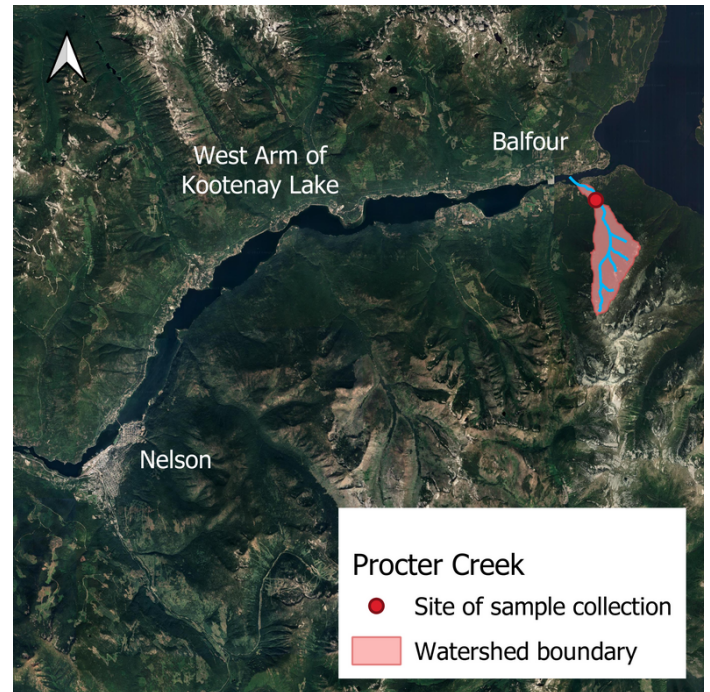 Balfour
West Arm of
Kootenay Lake
Nelson
Procter Creek
Site of sample collection
Watershed boundary